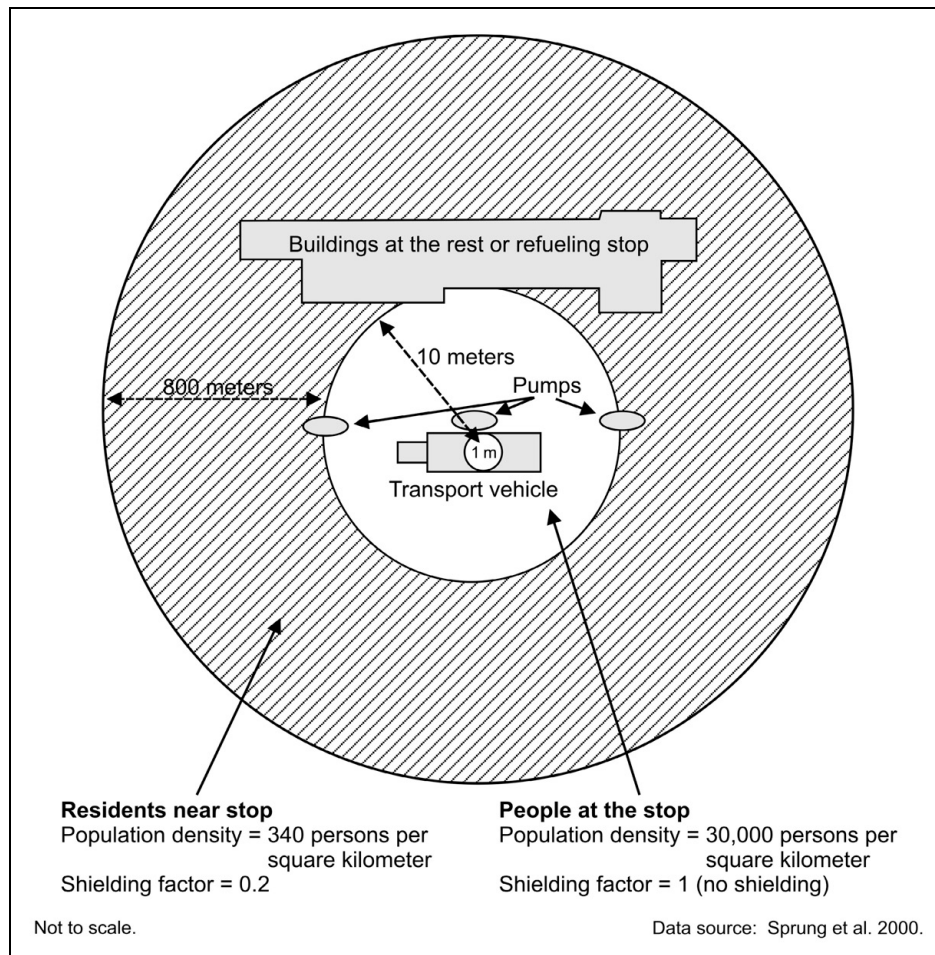 Buildings at the rest or refueling stop
10 meters
800 meters
Pumps
1 m
Transport vehicle
Residents near stop
Population density = 340 persons per
square kilometer
Shielding factor = 0.2
People at the stop
Population density = 30,000 persons per
square kilometer
Shielding factor = 1 (no shielding)
Not to scale.
Data source: Sprung et al. 2000.